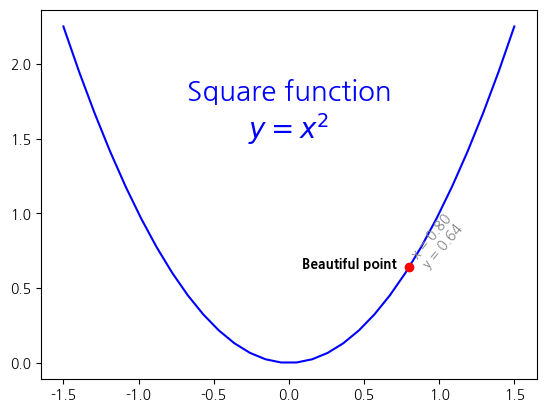 Square function
y = x²
x = 0.80
y = 0.64
Beautiful point
2.0
1.5
1.0
0.5
0.0
-1.5 -1.0 -0.5 0.0 0.5 1.0 1.5